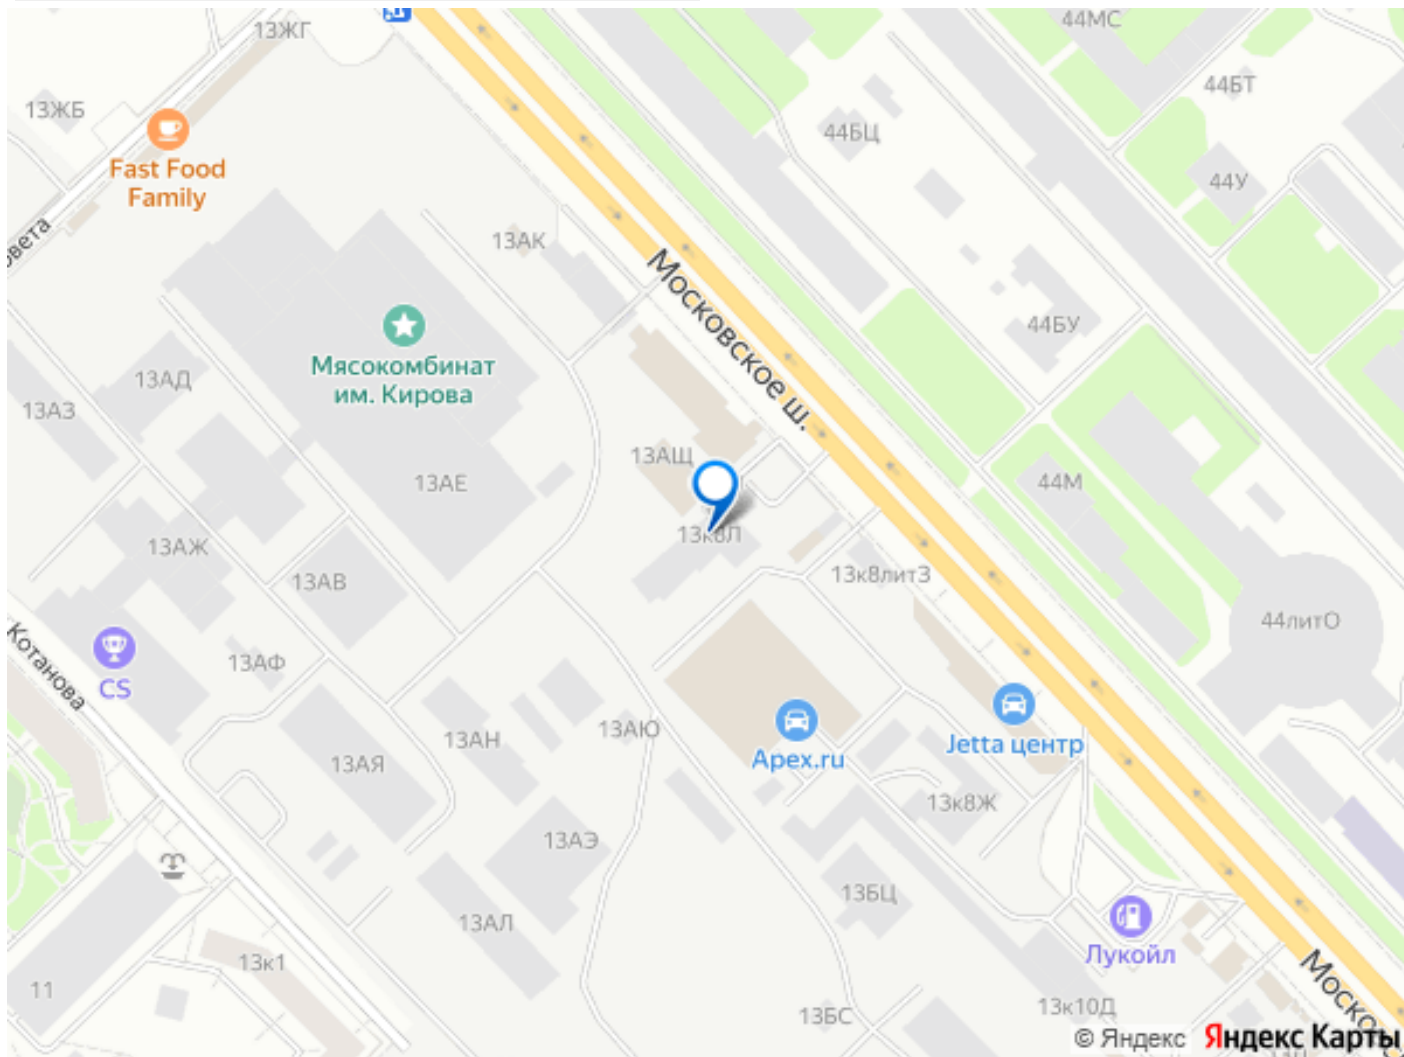 13ЖГ
44МС
13ЖБ
44БТ
44БЦ
Fast Food
Family
44У
13АК
Московское ш.
44БУ
Мясокомбинат
им. Кирова
13АД
13АЗ
13АЩ
13АЕ
44М
13к8Л
13АЖ
13АВ
13к8литЗ
44литО
Котанова
13АФ
CS
13АЮ
13АН
Jetta центр
13АЯ
Apex.ru
13к8Ж
13АЭ
13БЦ
13АЛ
Лукойл
13к1
11
13БС
13к10Д
© Яндекс
Яндекс Карты